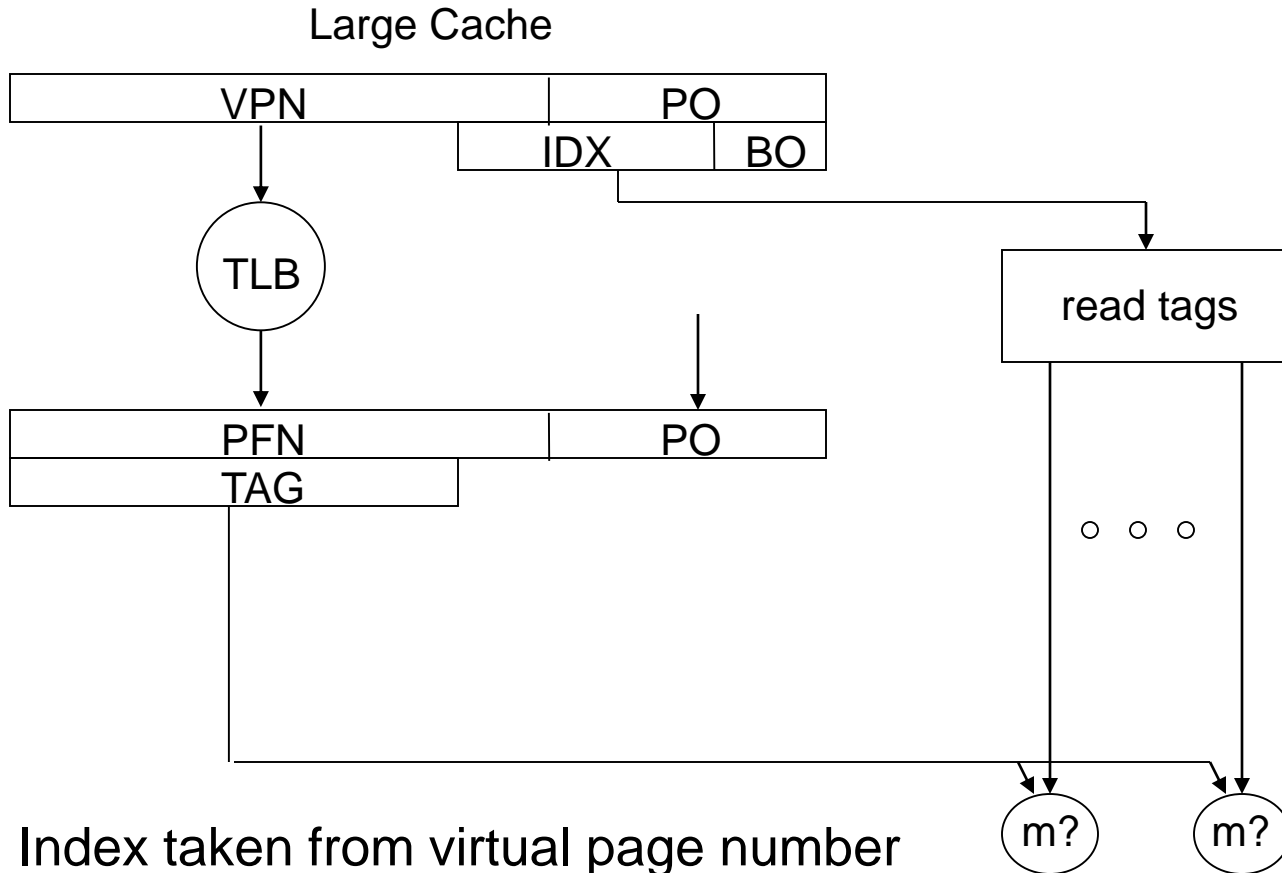 Large Cache
VPN PO
IDX BO
TLB
read tags
PFN PO
TAG
m? m?
Index taken from virtual page number